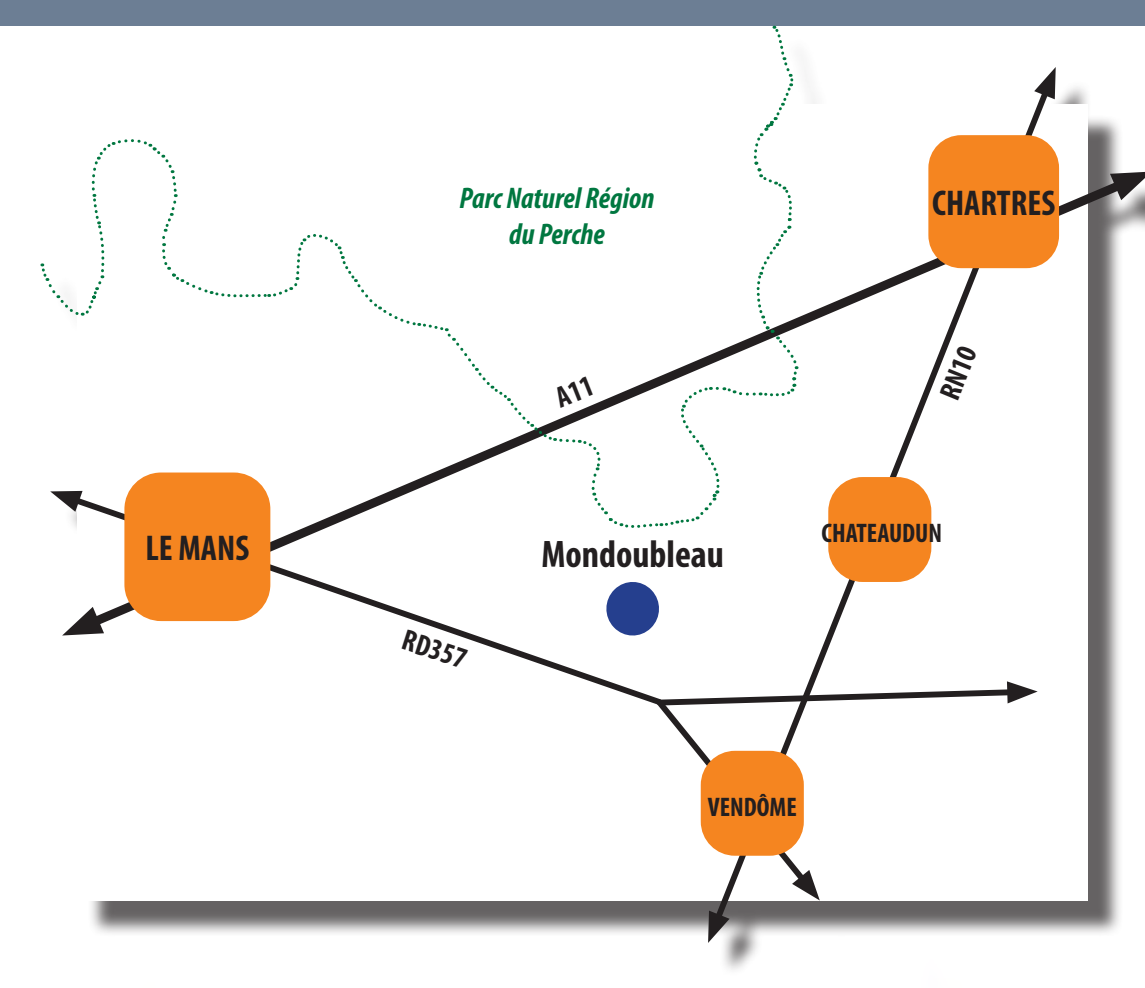 Parc Naturel Région
du Perche
CHARTRES
A11
RN10
LE MANS
CHATEAUDUN
Mondoubleau
RD357
VENDÔME